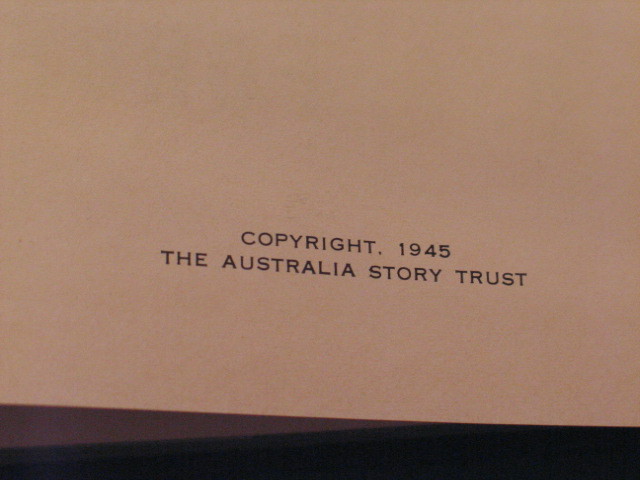 COPYRIGHT, 1945
THE AUSTRALIA STORY TRUST